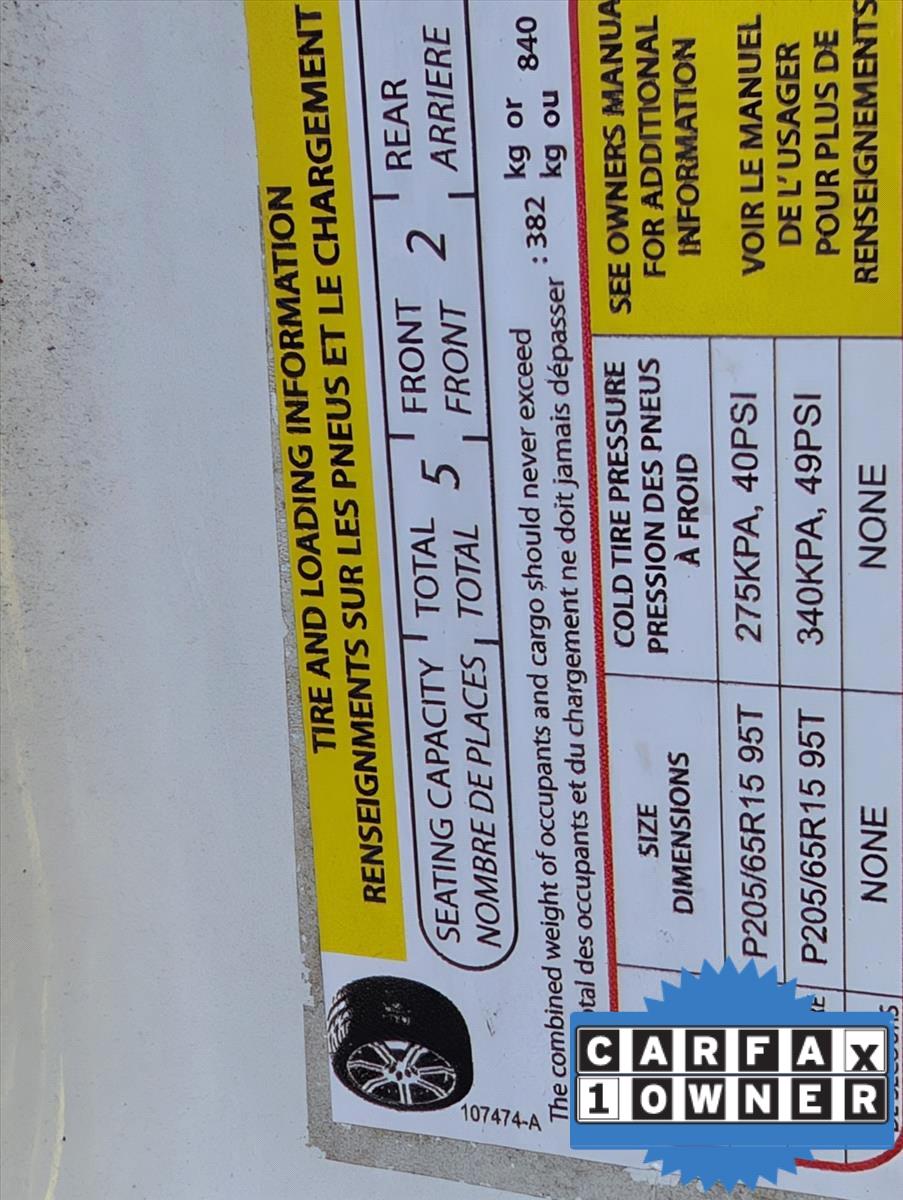 TIRE AND LOADING INFORMATION
RENSEIGNMENTS SUR LES PNEUS ET LE CHARGEMENT
SEATING CAPACITY TOTAL FRONT REAR
NOMBRE DE PLACES TOTAL 5 FRONT 2 ARRIERE
The combined weight of occupants and cargo should never exceed : 382 kg or 840
total des occupants et du chargement ne doit jamais dépasser kg ou
SIZE
DIMENSIONS
COLD TIRE PRESSURE
PRESSION DES PNEUS
À FROID
SEE OWNERS MANUA
FOR ADDITIONAL
INFORMATION
P205/65R15 95T 275KPA, 40PSI
P205/65R15 95T 340KPA, 49PSI
NONE NONE
VOIR LE MANUEL
DE L'USAGER
POUR PLUS DE
RENSEIGNEMENTS
107474-A
CARFAX
1 OWNER